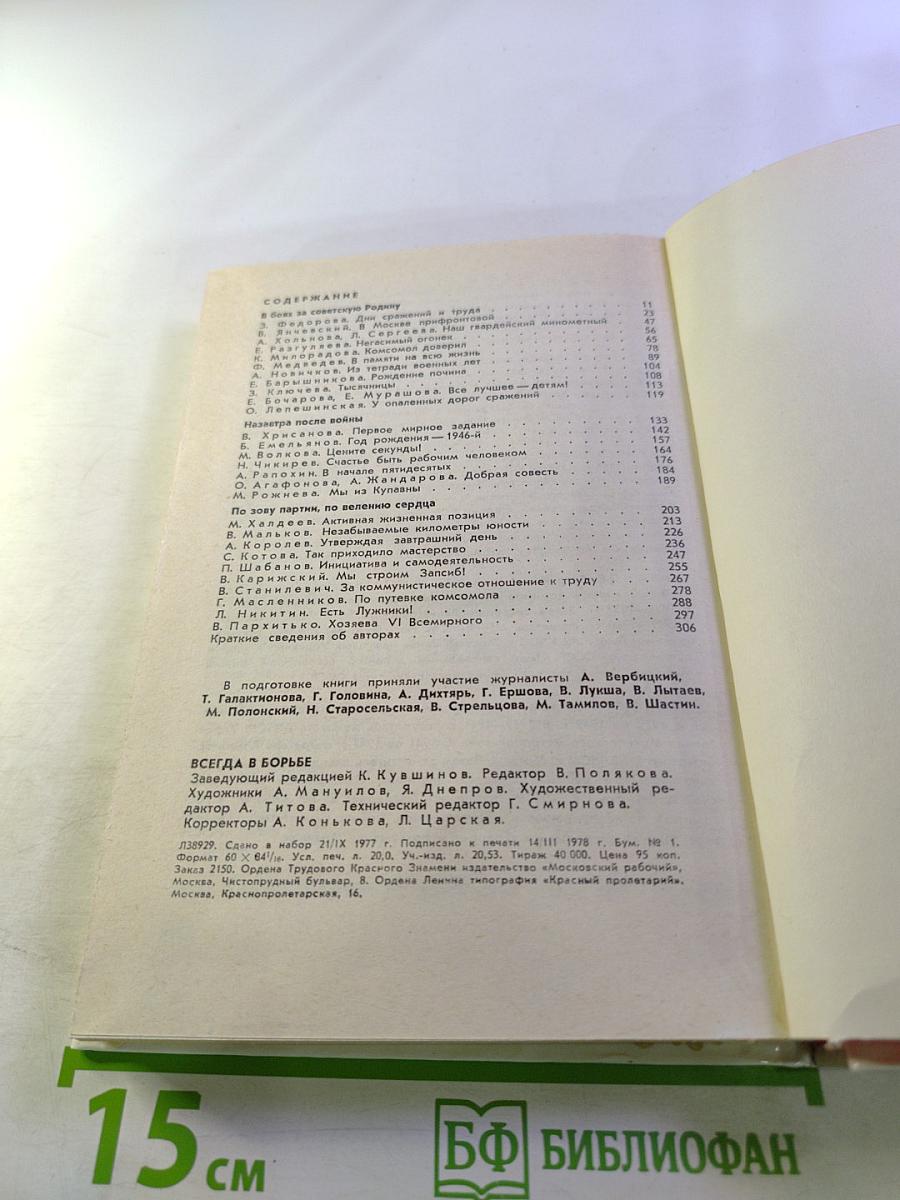 СОДЕРЖАНИЕ
В боях за советскую Родину
З. Федорова. Дни сражений и труда . . . . . . . . . . 11
В. Янчевский. В Москве прифронтовой . . . . . . . . . 23
А. Хольнова, Л. Сергеева. Наш гвардейский минометный . 47
Е. Разгуляева. Негасимый огонек . . . . . . . . . . 56
К. Милорадова. Комсомол доверил . . . . . . . . . . 65
Ф. Медведев. В памяти на всю жизнь . . . . . . . . . 78
А. Новичков. Из тетради военных лет . . . . . . . . . 89
Е. Барышникова. Рождение почина . . . . . . . . . 104
З. Ключева. Тысячницы . . . . . . . . . . . . 108
Е. Бочарова, Е. Мурашова. Все лучшее — детям! . . . . 113
О. Лепешинская. У опаленных дорог сражений . . . . . 119
Назавтра после войны
В. Хрисанова. Первое мирное задание . . . . . . . . 133
Б. Емельянов. Год рождения — 1946-й . . . . . . . . 142
М. Волкова. Цените секунды! . . . . . . . . . . 157
Н. Чикирев. Счастье быть рабочим человеком . . . . . . 164
А. Рапохин. В начале пятидесятых . . . . . . . . . 176
О. Агафонова, А. Жандарова. Добрая совесть . . . . . 184
М. Рожнева. Мы из Купавны . . . . . . . . . . 189
По зову партии, по велению сердца
М. Халдеев. Активная жизненная позиция . . . . . . . 203
В. Мальков. Незабываемые километры юности . . . . . . 213
А. Королев. Утверждая завтрашний день . . . . . . . 226
С. Котова. Так приходило мастерство . . . . . . . . 236
П. Шабанов. Инициатива и самодеятельность . . . . . . 247
В. Карижский. Мы строим Запсиб! . . . . . . . . . 255
В. Станилевич. За коммунистическое отношение к труду . . 267
Г. Масленников. По путевке комсомола . . . . . . . 278
Л. Никитин. Есть Лужники! . . . . . . . . . . 288
В. Пархитько. Хозяева VI Всемирного . . . . . . . . 297
Краткие сведения об авторах . . . . . . . . . . . 306
В подготовке книги приняли участие журналисты А. Вербицкий,
Т. Галактионова, Г. Головина, А. Дихтярь, Г. Ершова, В. Лукша, В. Лытаев,
М. Полонский, Н. Старосельская, В. Стрельцова, М. Тамилов, В. Шастин.
ВСЕГДА В БОРЬБЕ
Заведующий редакцией К. Кувшинов. Редактор В. Полякова.
Художники А. Мануилов, Я. Днепров. Художественный ре-
дактор А. Титова. Технический редактор Г. Смирнова.
Корректоры А. Конькова, Л. Царская.
Л38929. Сдано в набор 21/IX 1977 г. Подписано к печати 14/III 1978 г. Бум. № 1.
Формат 60 × 84¹/₁₆. Усл. печ. л. 20,0. Уч.-изд. л. 20,53. Тираж 40 000. Цена 95 коп.
Заказ 2150. Ордена Трудового Красного Знамени издательство «Московский рабочий»,
Москва, Чистопрудный бульвар, 8. Ордена Ленина типография «Красный пролетарий».
Москва, Краснопролетарская, 16.
15 см
БФ БИБЛИОФАН